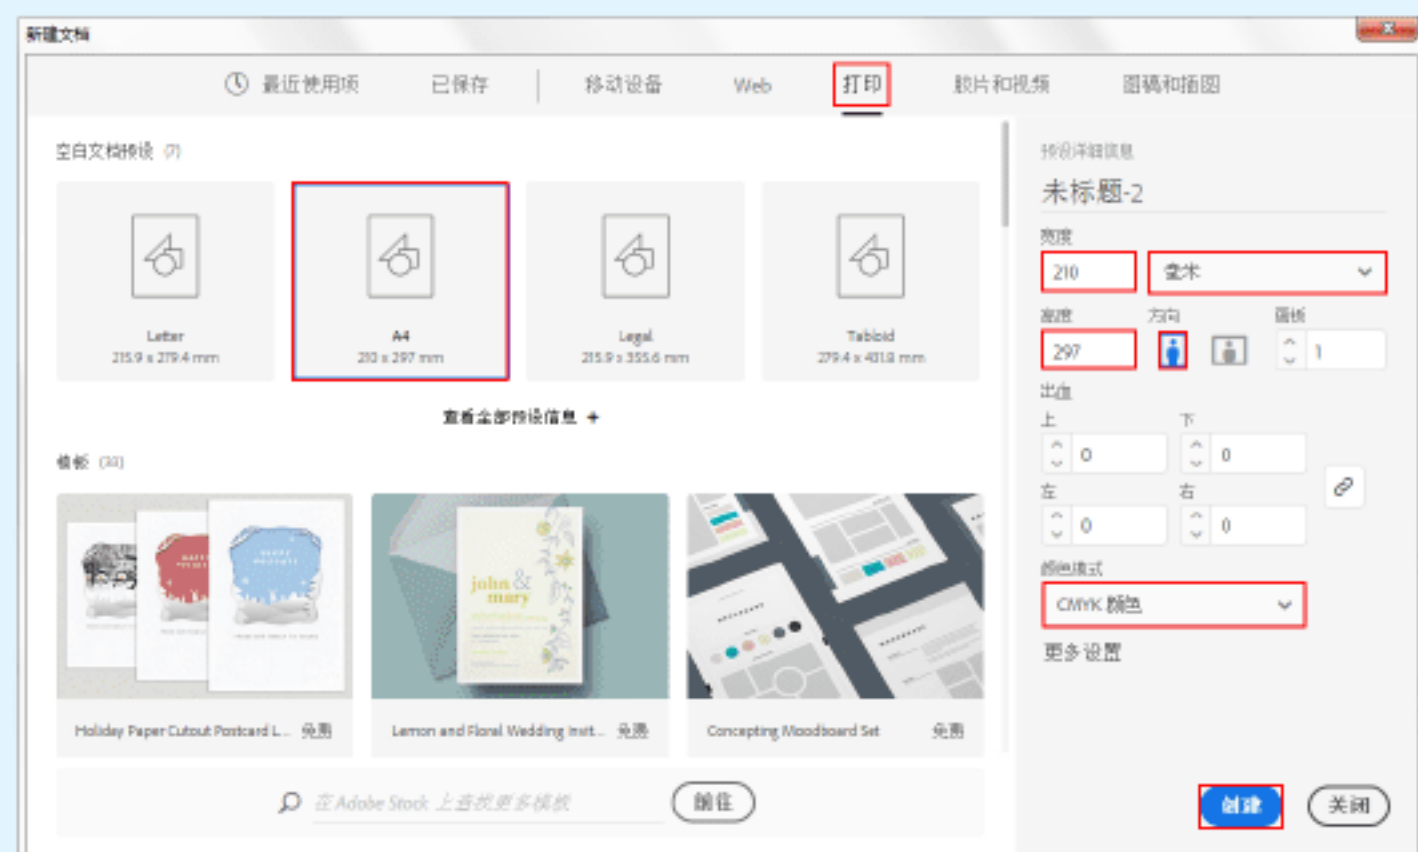 新建文档
最近使用项 已保存 移动设备 Web 打印 胶片和视频 图稿和插图
空白文档预设 (7)
Letter
215.9 x 279.4 mm
A4
210 x 297 mm
Legal
215.9 x 355.6 mm
Tabloid
279.4 x 431.8 mm
查看全部预设信息 +
模板 (33)
HAPPY
john &
mary
Holiday Paper Cutout Postcard L... 免费
Lemon and Floral Wedding Invit... 免费
Concepting Moodboard Set 免费
在 Adobe Stock 上查找更多模板 前往
预设详细信息
未标题-2
宽度
210 毫米
高度 方向 画板
297 1
出血
上 下
0 0
左 右
0 0
颜色模式
CMYK 颜色
更多设置
创建 关闭